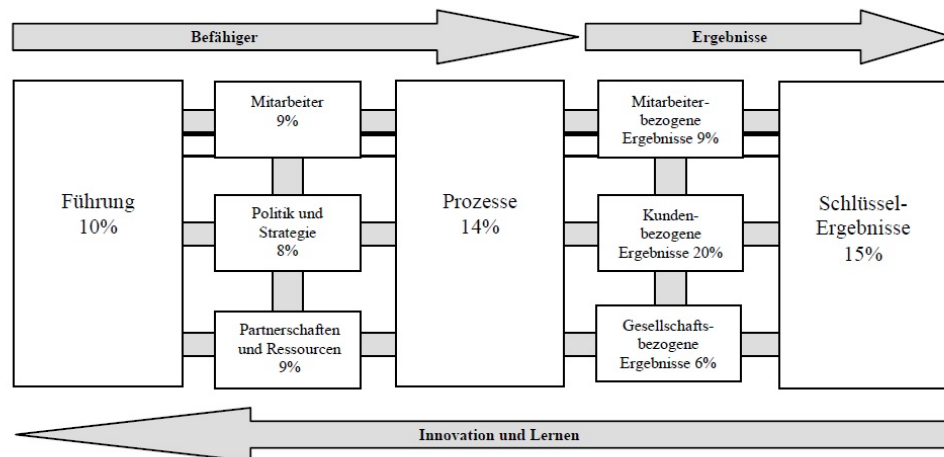 Befähiger
Ergebnisse
Führung
10%
Mitarbeiter
9%
Politik und
Strategie
8%
Partnerschaften
und Ressourcen
9%
Prozesse
14%
Mitarbeiter-
bezogene
Ergebnisse 9%
Kunden-
bezogene
Ergebnisse 20%
Gesellschafts-
bezogene
Ergebnisse 6%
Schlüssel-
Ergebnisse
15%
Innovation und Lernen